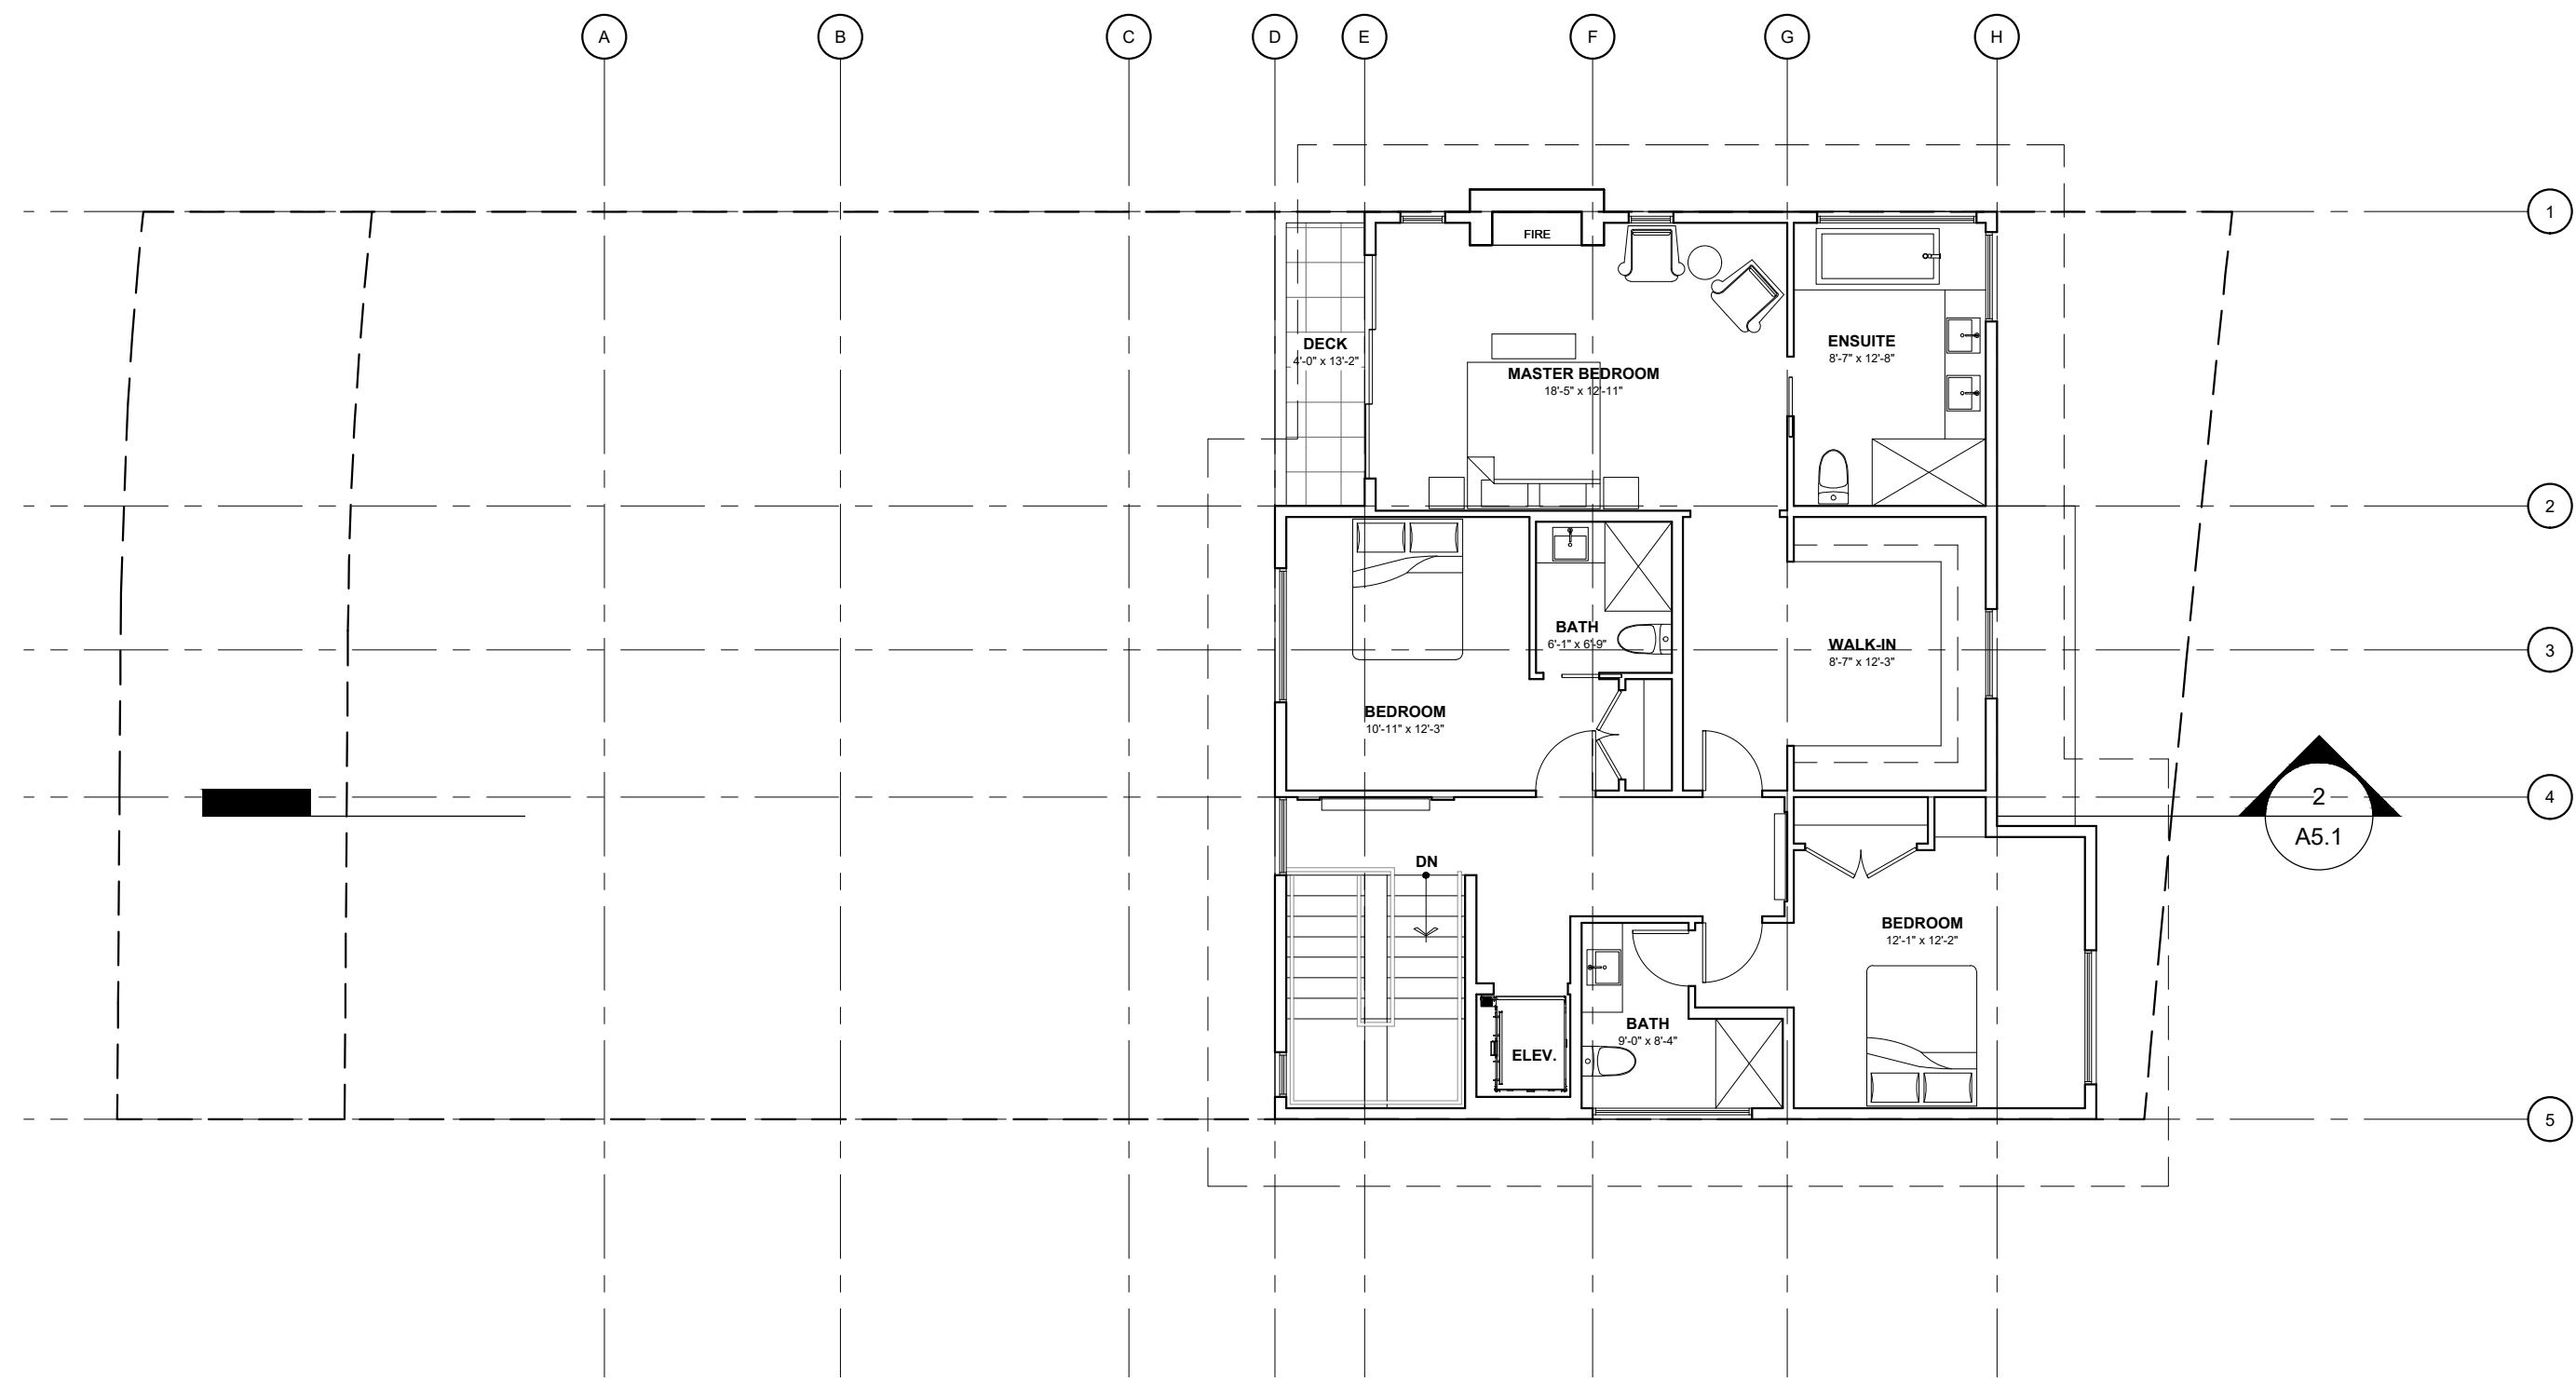 A B C D E F G H
1
FIRE
DECK
4'-0" x 13'-2"
ENSUITE
8'-7" x 12'-8"
MASTER BEDROOM
18'-5" x 12'-11"
2
BATH
6'-1" x 6'-9"
WALK-IN
8'-7" x 12'-3"
3
BEDROOM
10'-11" x 12'-3"
2
A5.1
4
DN
BEDROOM
12'-1" x 12'-2"
BATH
9'-0" x 8'-4"
ELEV.
5